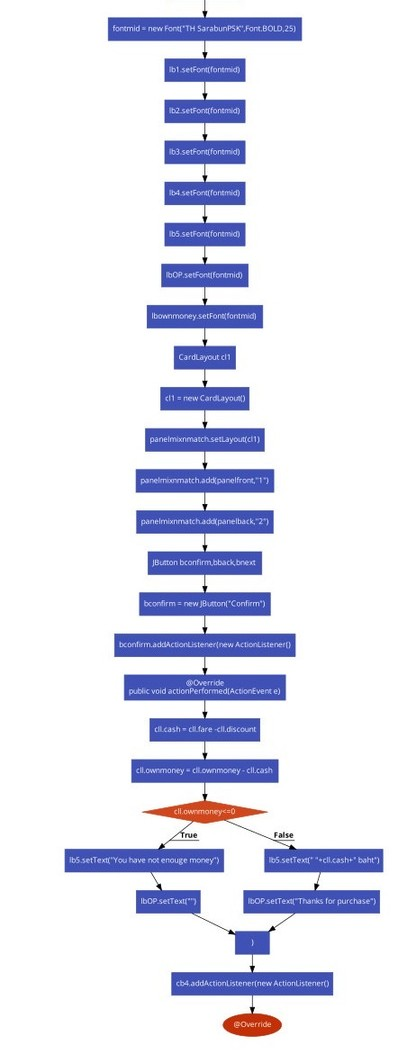 fontmid = new Font("TH SarabunPSK",Font.BOLD,25)
lb1.setFont(fontmid)
lb2.setFont(fontmid)
lb3.setFont(fontmid)
lb4.setFont(fontmid)
lb5.setFont(fontmid)
lbOP.setFont(fontmid)
lbownmoney.setFont(fontmid)
CardLayout cl1
cl1 = new CardLayout()
panelmixnmatch.setLayout(cl1)
panelmixnmatch.add(panelfront,"1")
panelmixnmatch.add(panelback,"2")
JButton bconfirm,bback,bnext
bconfirm = new JButton("Confirm")
bconfirm.addActionListener(new ActionListener()
@Override
public void actionPerformed(ActionEvent e)
cll.cash = cll.fare -cll.discount
cll.ownmoney = cll.ownmoney - cll.cash
cll.ownmoney<=0
True
False
lb5.setText("You have not enouge money")
lb5.setText(" "+cll.cash+" baht")
lbOP.setText("")
lbOP.setText("Thanks for purchase")
)
cb4.addActionListener(new ActionListener()
@Override